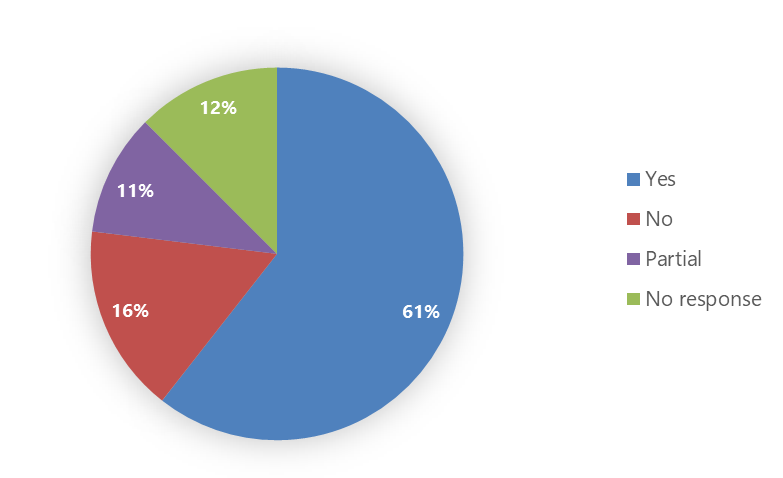 12%
11%
16%
61%
Yes
No
Partial
No response